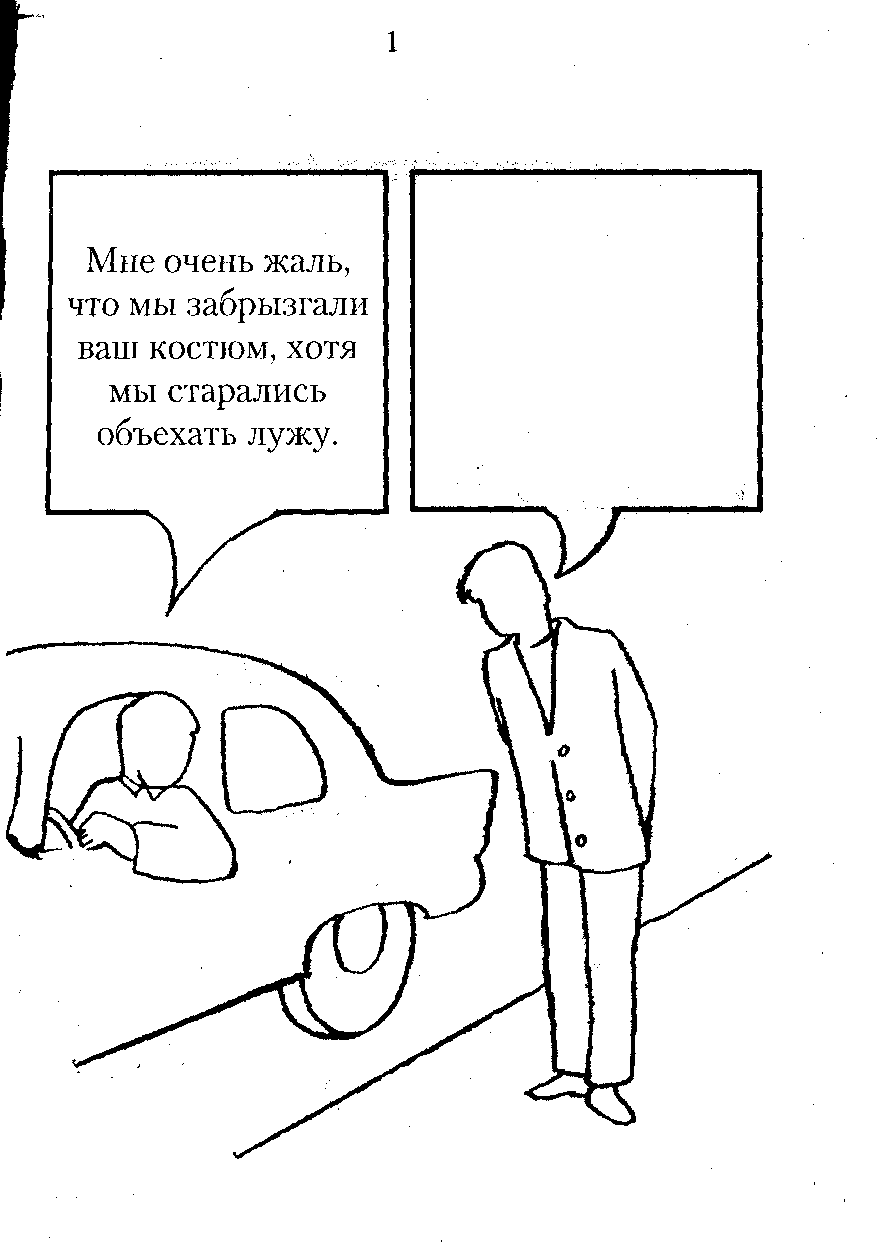 1
Мне очень жаль,
что мы забрызгали
ваш костюм, хотя
мы старались
объехать лужу.